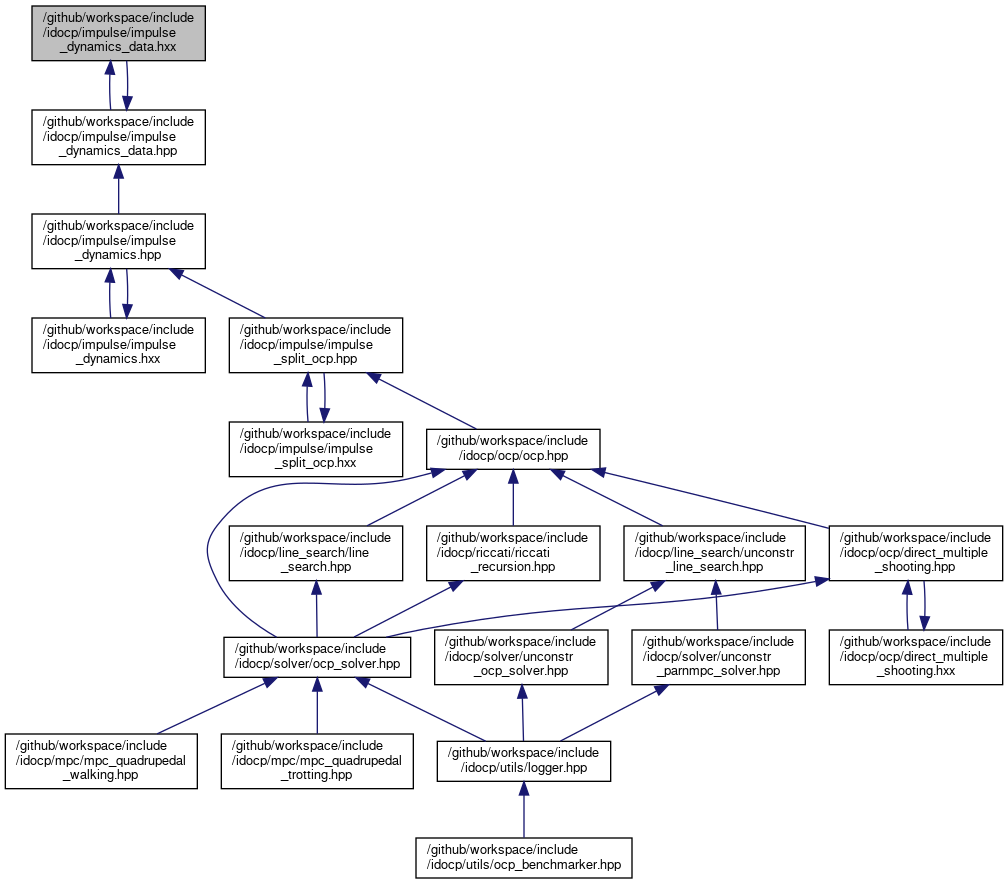 /github/workspace/include
/idocp/impulse/impulse
_dynamics_data.hxx
/github/workspace/include
/idocp/impulse/impulse
_dynamics_data.hpp
/github/workspace/include
/idocp/impulse/impulse
_dynamics.hpp
/github/workspace/include
/idocp/impulse/impulse
_dynamics.hxx
/github/workspace/include
/idocp/impulse/impulse
_split_ocp.hpp
/github/workspace/include
/idocp/impulse/impulse
_split_ocp.hxx
/github/workspace/include
/idocp/ocp/ocp.hpp
/github/workspace/include
/idocp/line_search/line
_search.hpp
/github/workspace/include
/idocp/riccati/riccati
_recursion.hpp
/github/workspace/include
/idocp/line_search/unconstr
_line_search.hpp
/github/workspace/include
/idocp/ocp/direct_multiple
_shooting.hpp
/github/workspace/include
/idocp/solver/ocp_solver.hpp
/github/workspace/include
/idocp/solver/unconstr
_ocp_solver.hpp
/github/workspace/include
/idocp/solver/unconstr
_parnmpc_solver.hpp
/github/workspace/include
/idocp/ocp/direct_multiple
_shooting.hxx
/github/workspace/include
/idocp/mpc/mpc_quadrupedal
_walking.hpp
/github/workspace/include
/idocp/mpc/mpc_quadrupedal
_trotting.hpp
/github/workspace/include
/idocp/utils/logger.hpp
/github/workspace/include
/idocp/utils/ocp_benchmarker.hpp